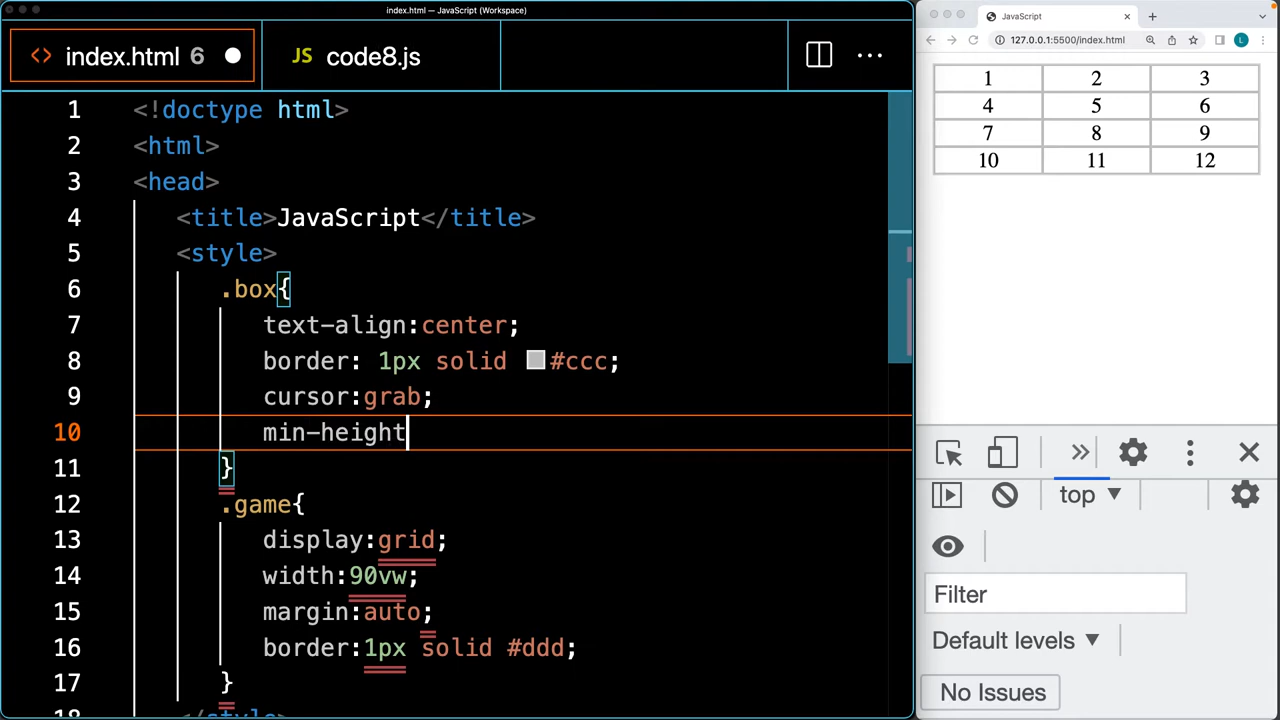 index.html — JavaScript (Workspace)
<> index.html 6
JS code8.js
1 <!doctype html>
2 <html>
3 <head>
4 <title>JavaScript</title>
5 <style>
6 .box{
7 text-align:center;
8 border: 1px solid #ccc;
9 cursor:grab;
10 min-height
11 }
12 .game{
13 display:grid;
14 width:90vw;
15 margin:auto;
16 border:1px solid #ddd;
17 }
18 </style>
JavaScript
127.0.0.1:5500/index.html
L
1 2 3
4 5 6
7 8 9
10 11 12
top
Filter
Default levels
No Issues